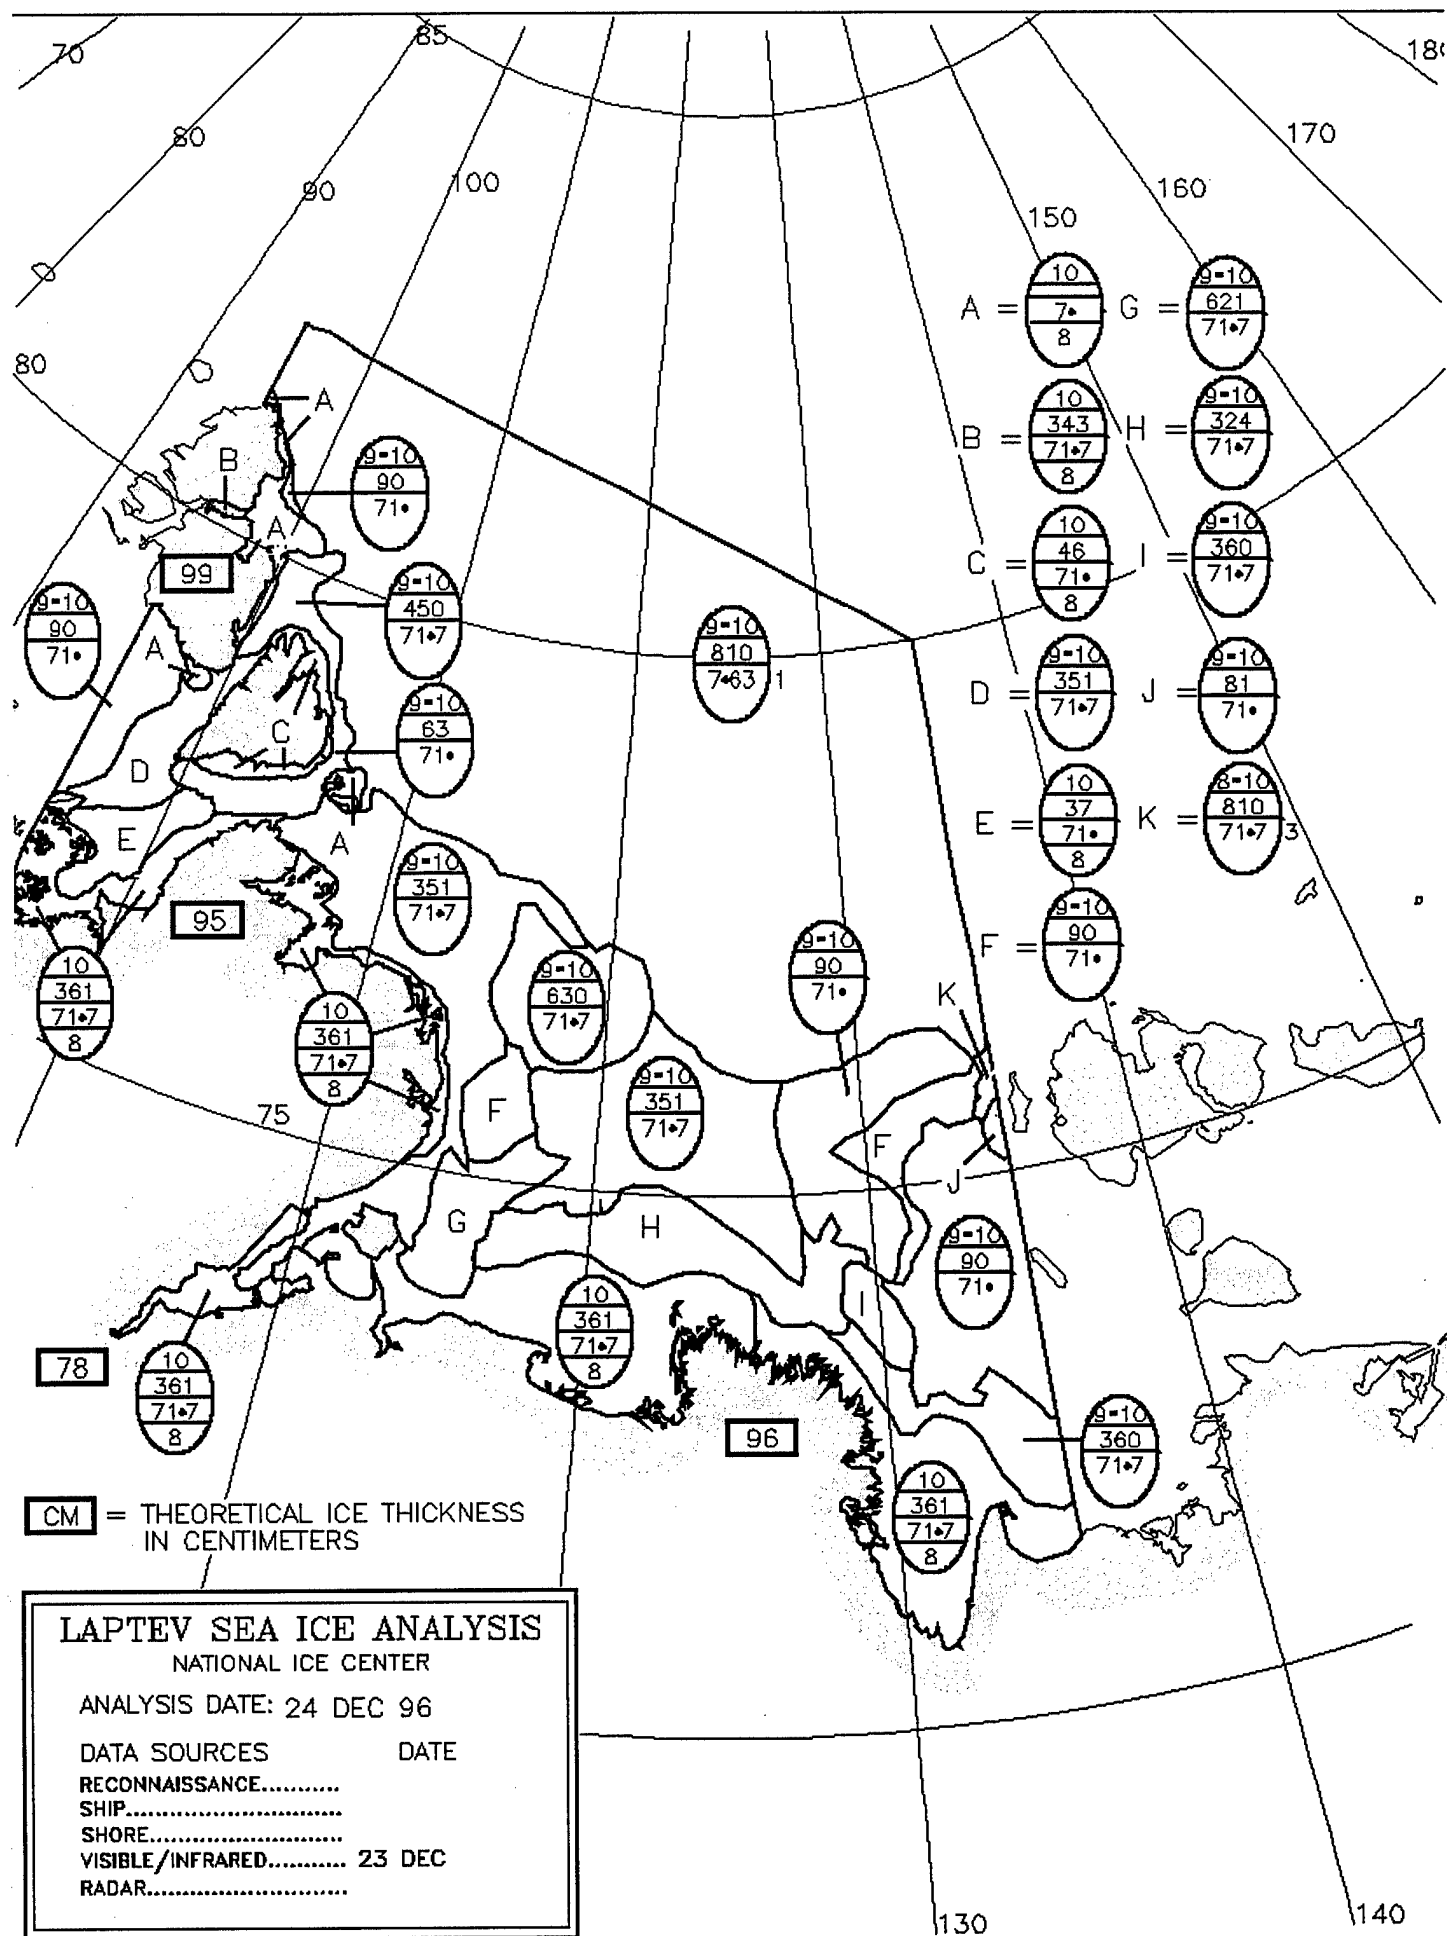 70
85
180
80
90
100
170
160
150
80
A =
10
7•
8
G =
9-10
621
71•7
B =
10
343
71•7
8
H =
9-10
324
71•7
C =
10
46
71•
8
I =
9-10
360
71•7
D =
9-10
351
71•7
J =
9-10
81
71•
E =
10
37
71•
8
K =
8-10
810
71•7 3
F =
9-10
90
71•
A
B
9-10
90
71•
A
99
9-10
450
71•7
9-10
90
71•
A
9-10
810
7•63 1
C
9-10
63
71•
D
E
A
9-10
351
71•7
95
9-10
90
71•
K
10
361
71•7
8
10
361
71•7
8
9-10
630
71•7
75
F
9-10
351
71•7
F
J
G
H
9-10
90
71•
I
10
361
71•7
8
78
10
361
71•7
8
96
9-10
360
71•7
10
361
71•7
8
CM = THEORETICAL ICE THICKNESS
IN CENTIMETERS
LAPTEV SEA ICE ANALYSIS
NATIONAL ICE CENTER
ANALYSIS DATE: 24 DEC 96
DATA SOURCES DATE
RECONNAISSANCE...........
SHIP.............................
SHORE..........................
VISIBLE/INFRARED........... 23 DEC
RADAR...........................
130
140